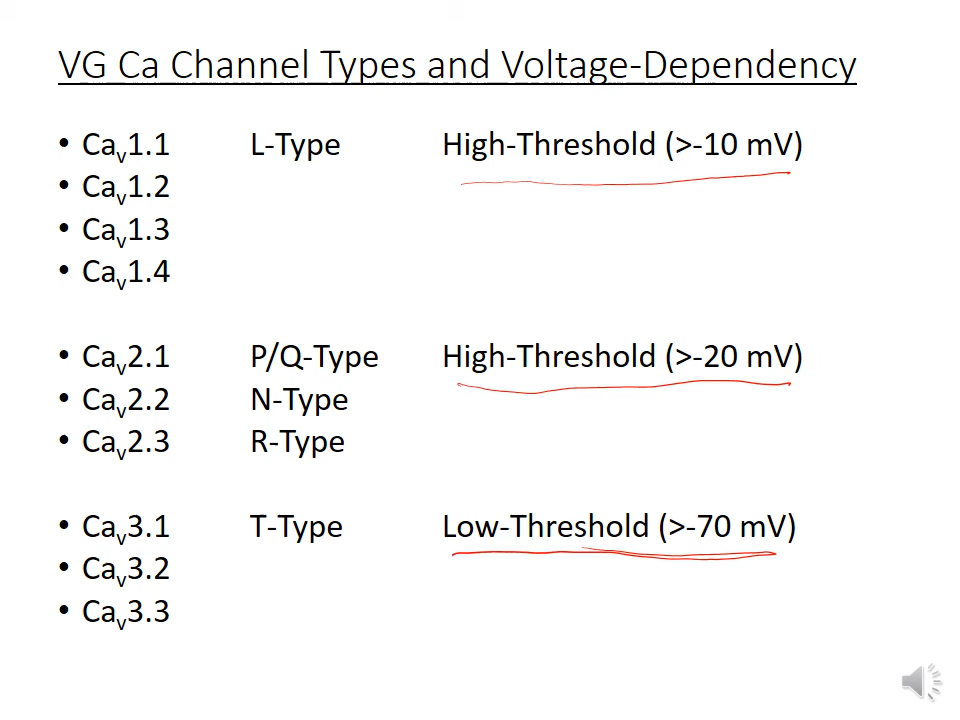 VG Ca Channel Types and Voltage-Dependency
• Cav1.1 L-Type High-Threshold (>-10 mV)
• Cav1.2
• Cav1.3
• Cav1.4
• Cav2.1 P/Q-Type High-Threshold (>-20 mV)
• Cav2.2 N-Type
• Cav2.3 R-Type
• Cav3.1 T-Type Low-Threshold (>-70 mV)
• Cav3.2
• Cav3.3